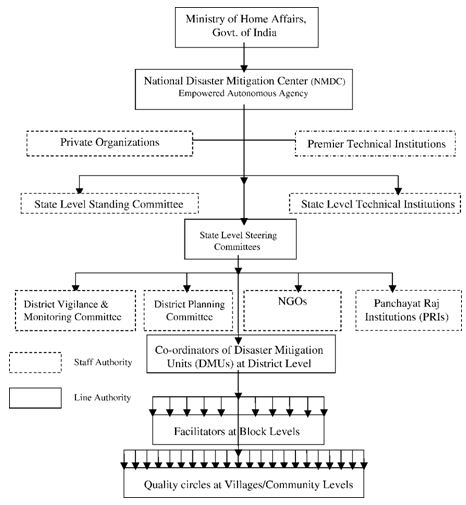 Ministry of Home Affairs,
Govt. of India
National Disaster Mitigation Center (NMDC)
Empowered Autonomous Agency
Private Organizations
Premier Technical Institutions
State Level Standing Committee
State Level Technical Institutions
State Level Steering
Committees
District Vigilance &
Monitoring Committee
District Planning
Committee
NGOs
Panchayat Raj
Institutions (PRIs)
Co-ordinators of Disaster Mitigation
Units (DMUs) at District Level
Staff Authority
Line Authority
Facilitators at Block Levels
Quality circles at Villages/Community Levels